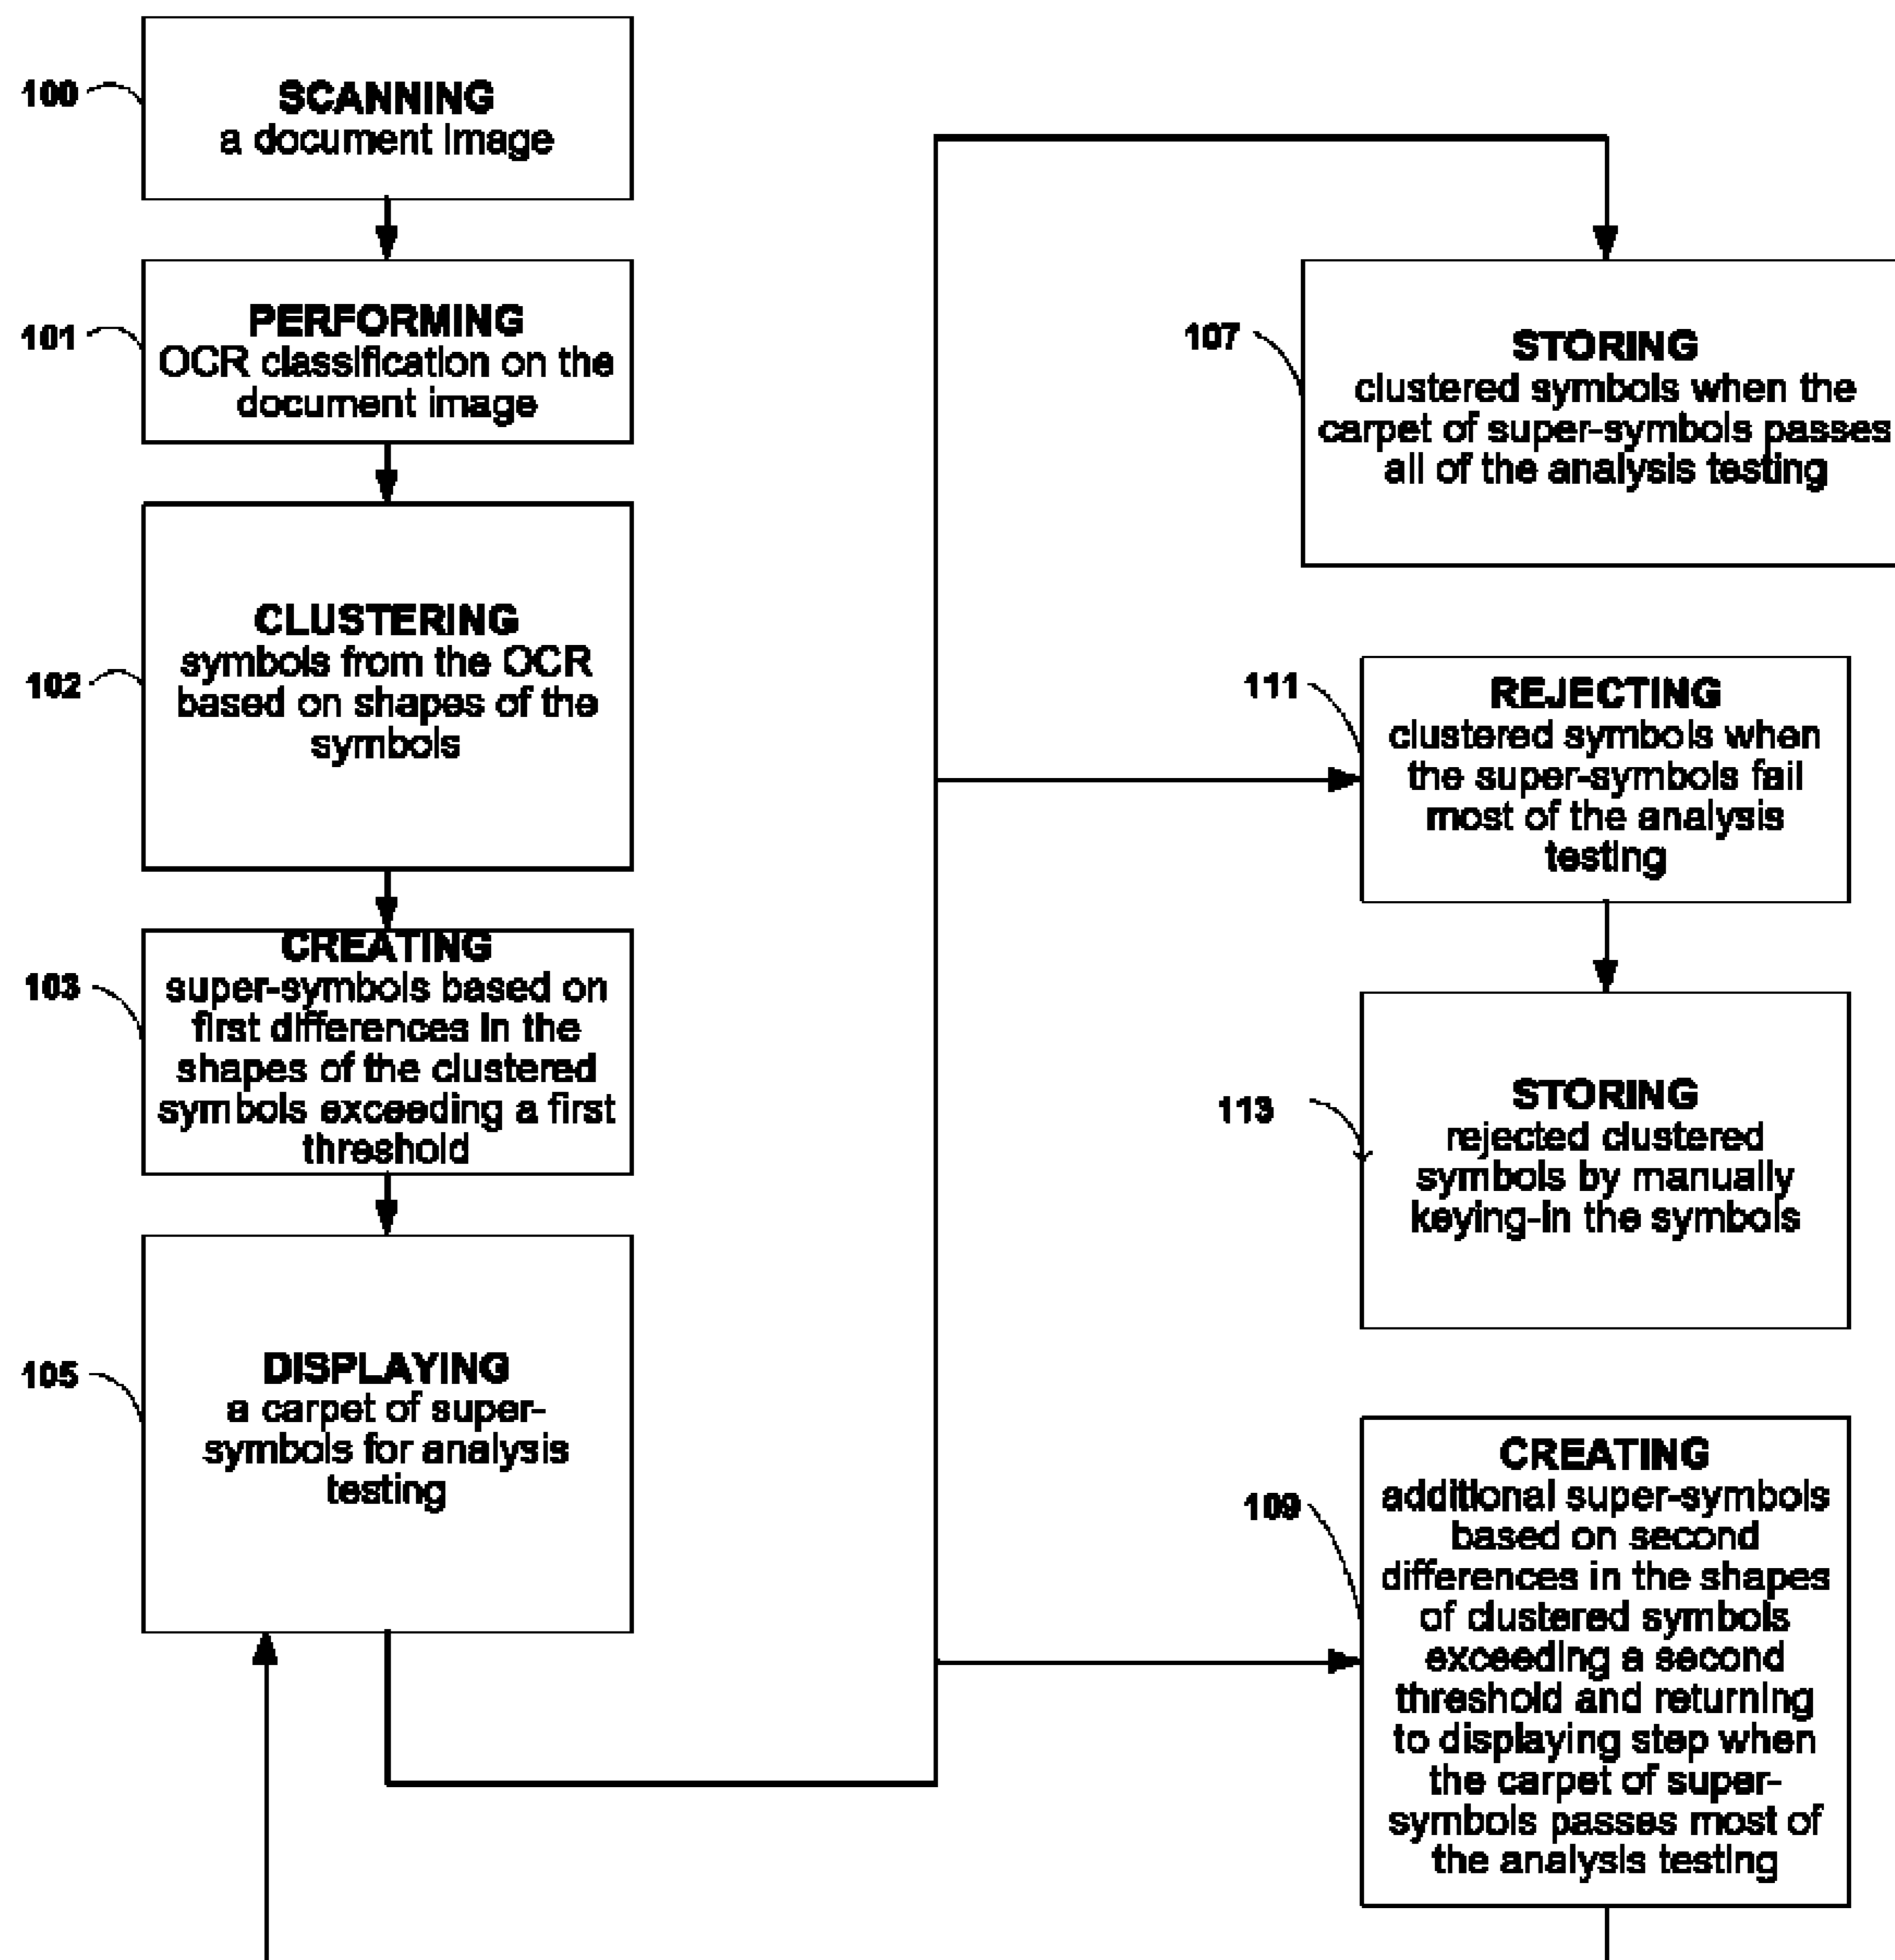 100
SCANNING
a document image
101
PERFORMING
OCR classification on the
document image
102
CLUSTERING
symbols from the OCR
based on shapes of the
symbols
103
CREATING
super-symbols based on
first differences in the
shapes of the clustered
symbols exceeding a first
threshold
105
DISPLAYING
a carpet of super-
symbols for analysis
testing
107
STORING
clustered symbols when the
carpet of super-symbols passes
all of the analysis testing
111
REJECTING
clustered symbols when
the super-symbols fail
most of the analysis
testing
113
STORING
rejected clustered
symbols by manually
keying-in the symbols
109
CREATING
additional super-symbols
based on second
differences in the shapes
of clustered symbols
exceeding a second
threshold and returning
to displaying step when
the carpet of super-
symbols passes most of
the analysis testing